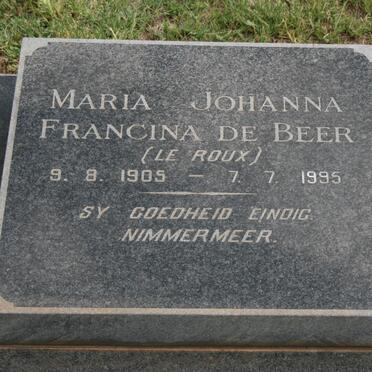 MARIA JOHANNA
FRANCINA DE BEER
(LE ROUX)
9. 8. 1905 – 7. 7. 1995
SY GOEDHEID EINDIG
NIMMERMEER.